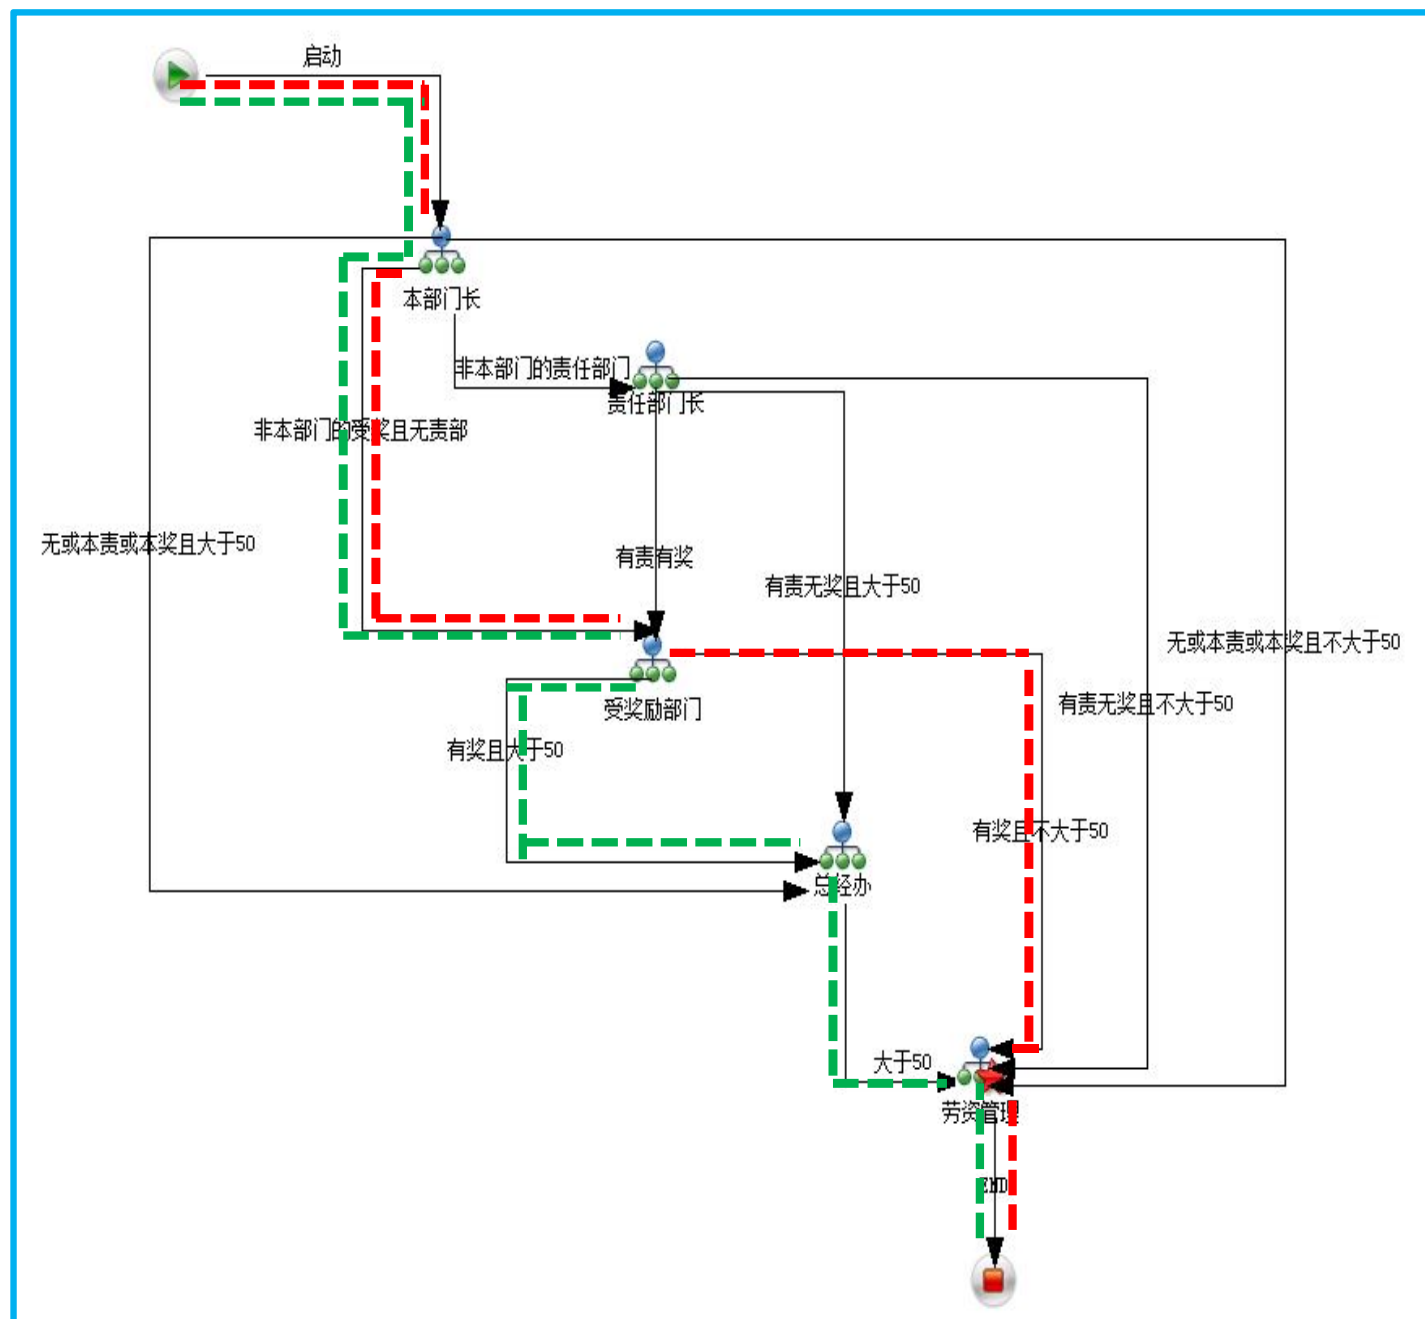 启动
本部门长
非本部门的责任部门
责任部门长
非本部门的受奖且无责部
无或本责或本奖且大于50
有责有奖
有责无奖且大于50
无或本责或本奖且不大于50
有责无奖且不大于50
受奖励部门
有奖且大于50
有奖且不大于50
总经办
大于50
劳资管理
END